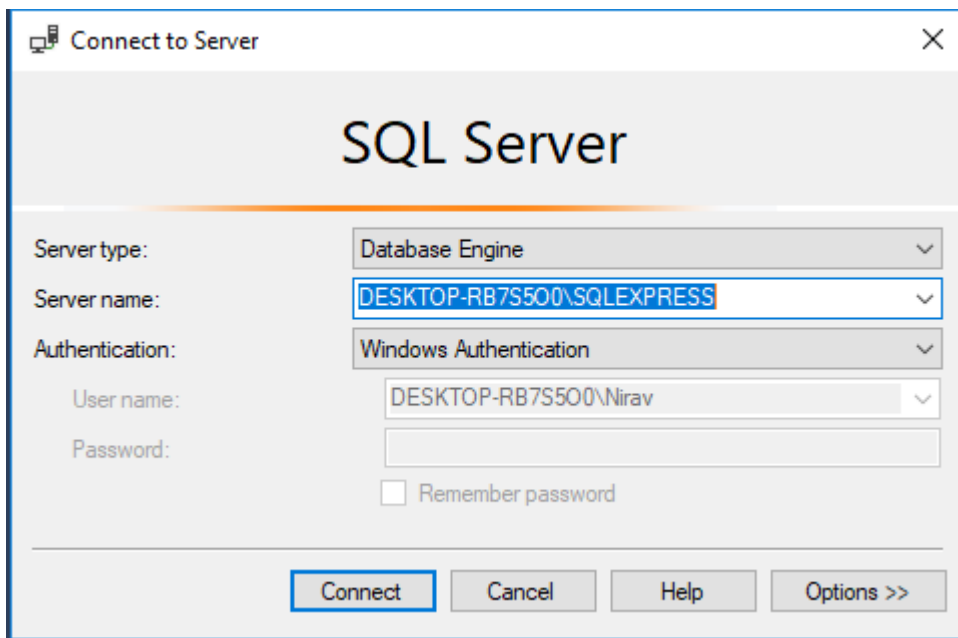 Connect to Server
SQL Server
Server type: Database Engine
Server name: DESKTOP-RB7S5O0\SQLEXPRESS
Authentication: Windows Authentication
User name: DESKTOP-RB7S5O0\Nirav
Password:
Remember password
Connect Cancel Help Options >>